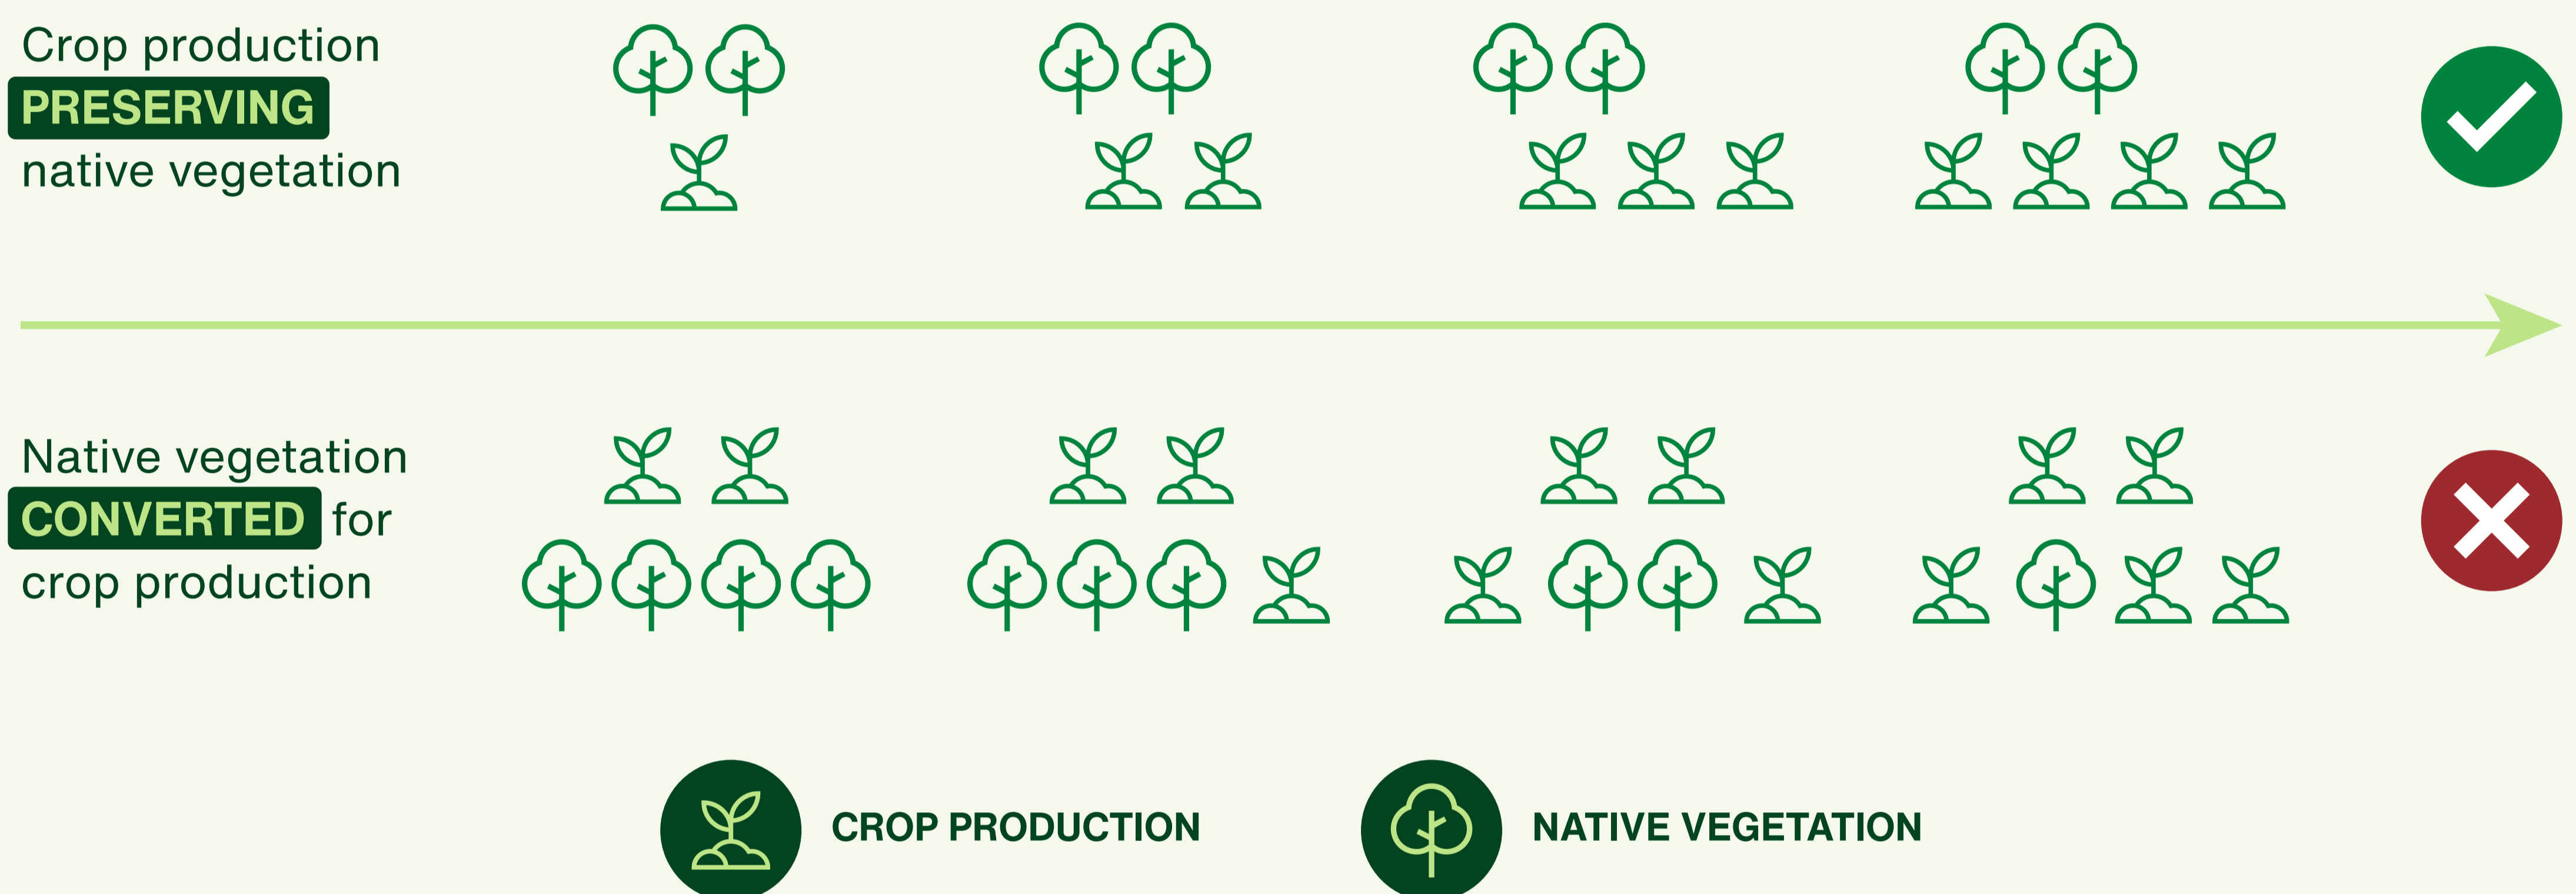 Crop production
PRESERVING
native vegetation
Native vegetation
CONVERTED for
crop production
CROP PRODUCTION
NATIVE VEGETATION